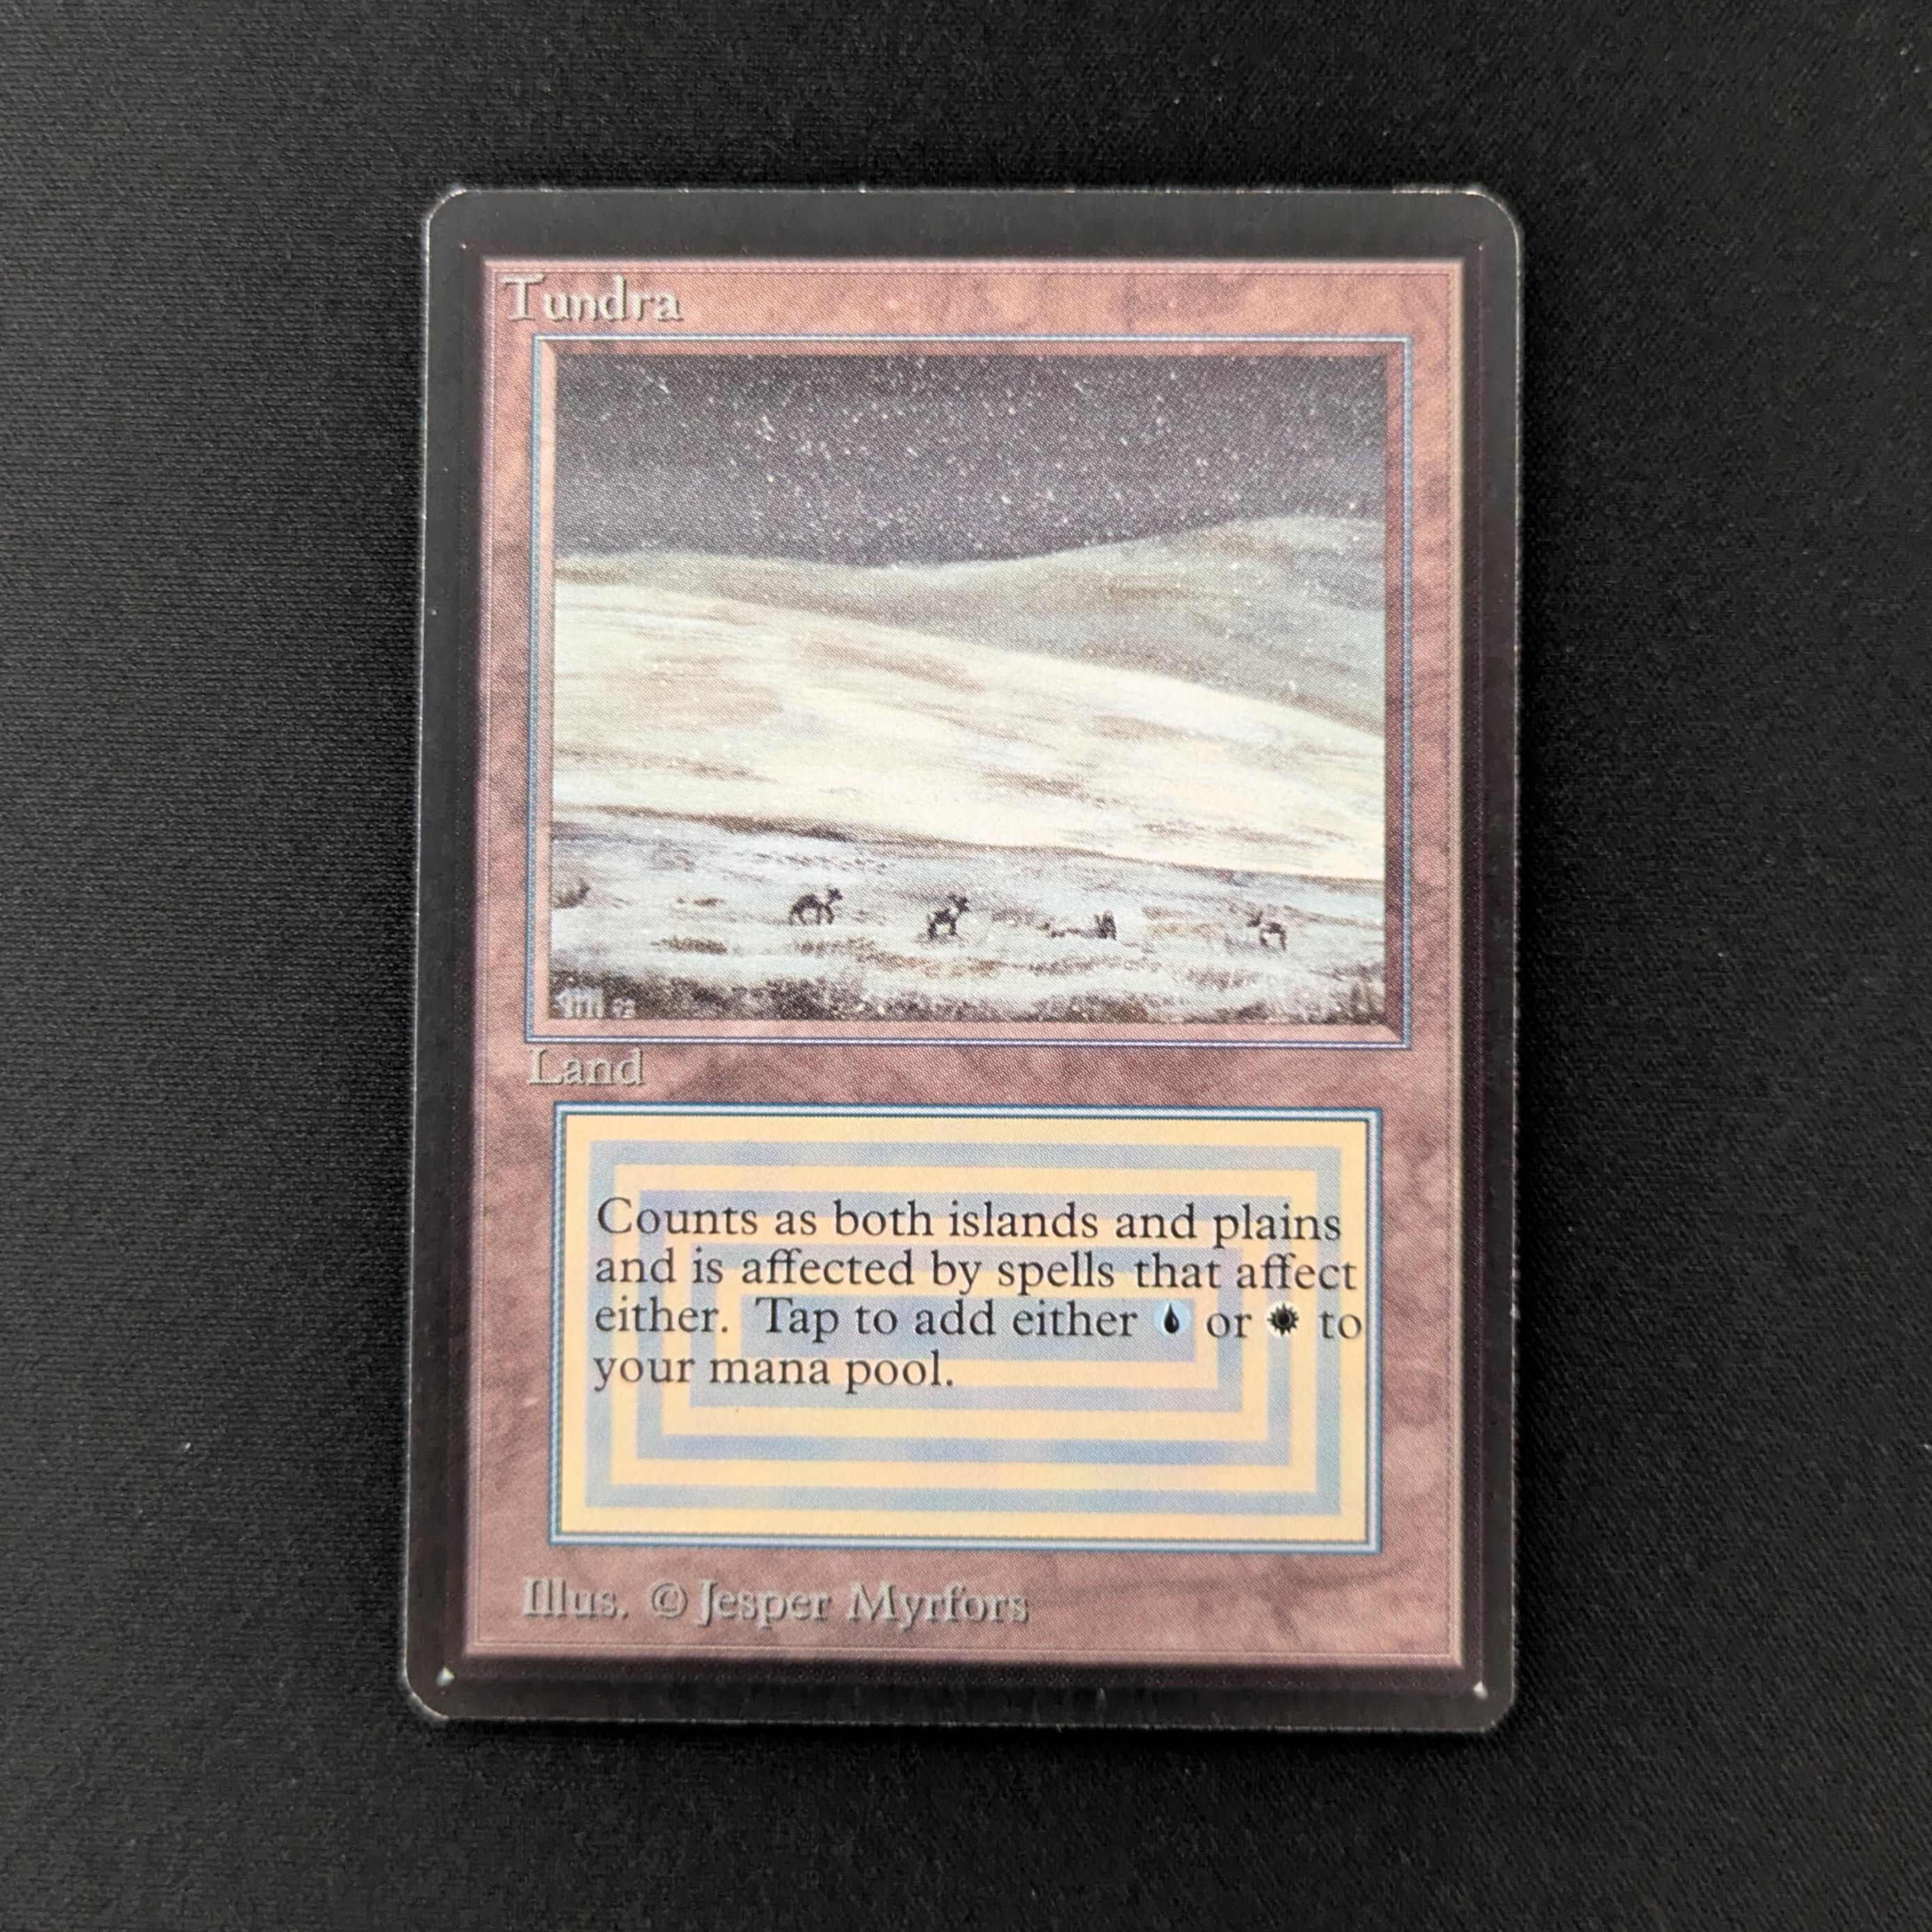 Tundra
Land
Counts as both islands and plains
and is affected by spells that affect
either. Tap to add either or to
your mana pool.
Illus. © Jesper Myrfors